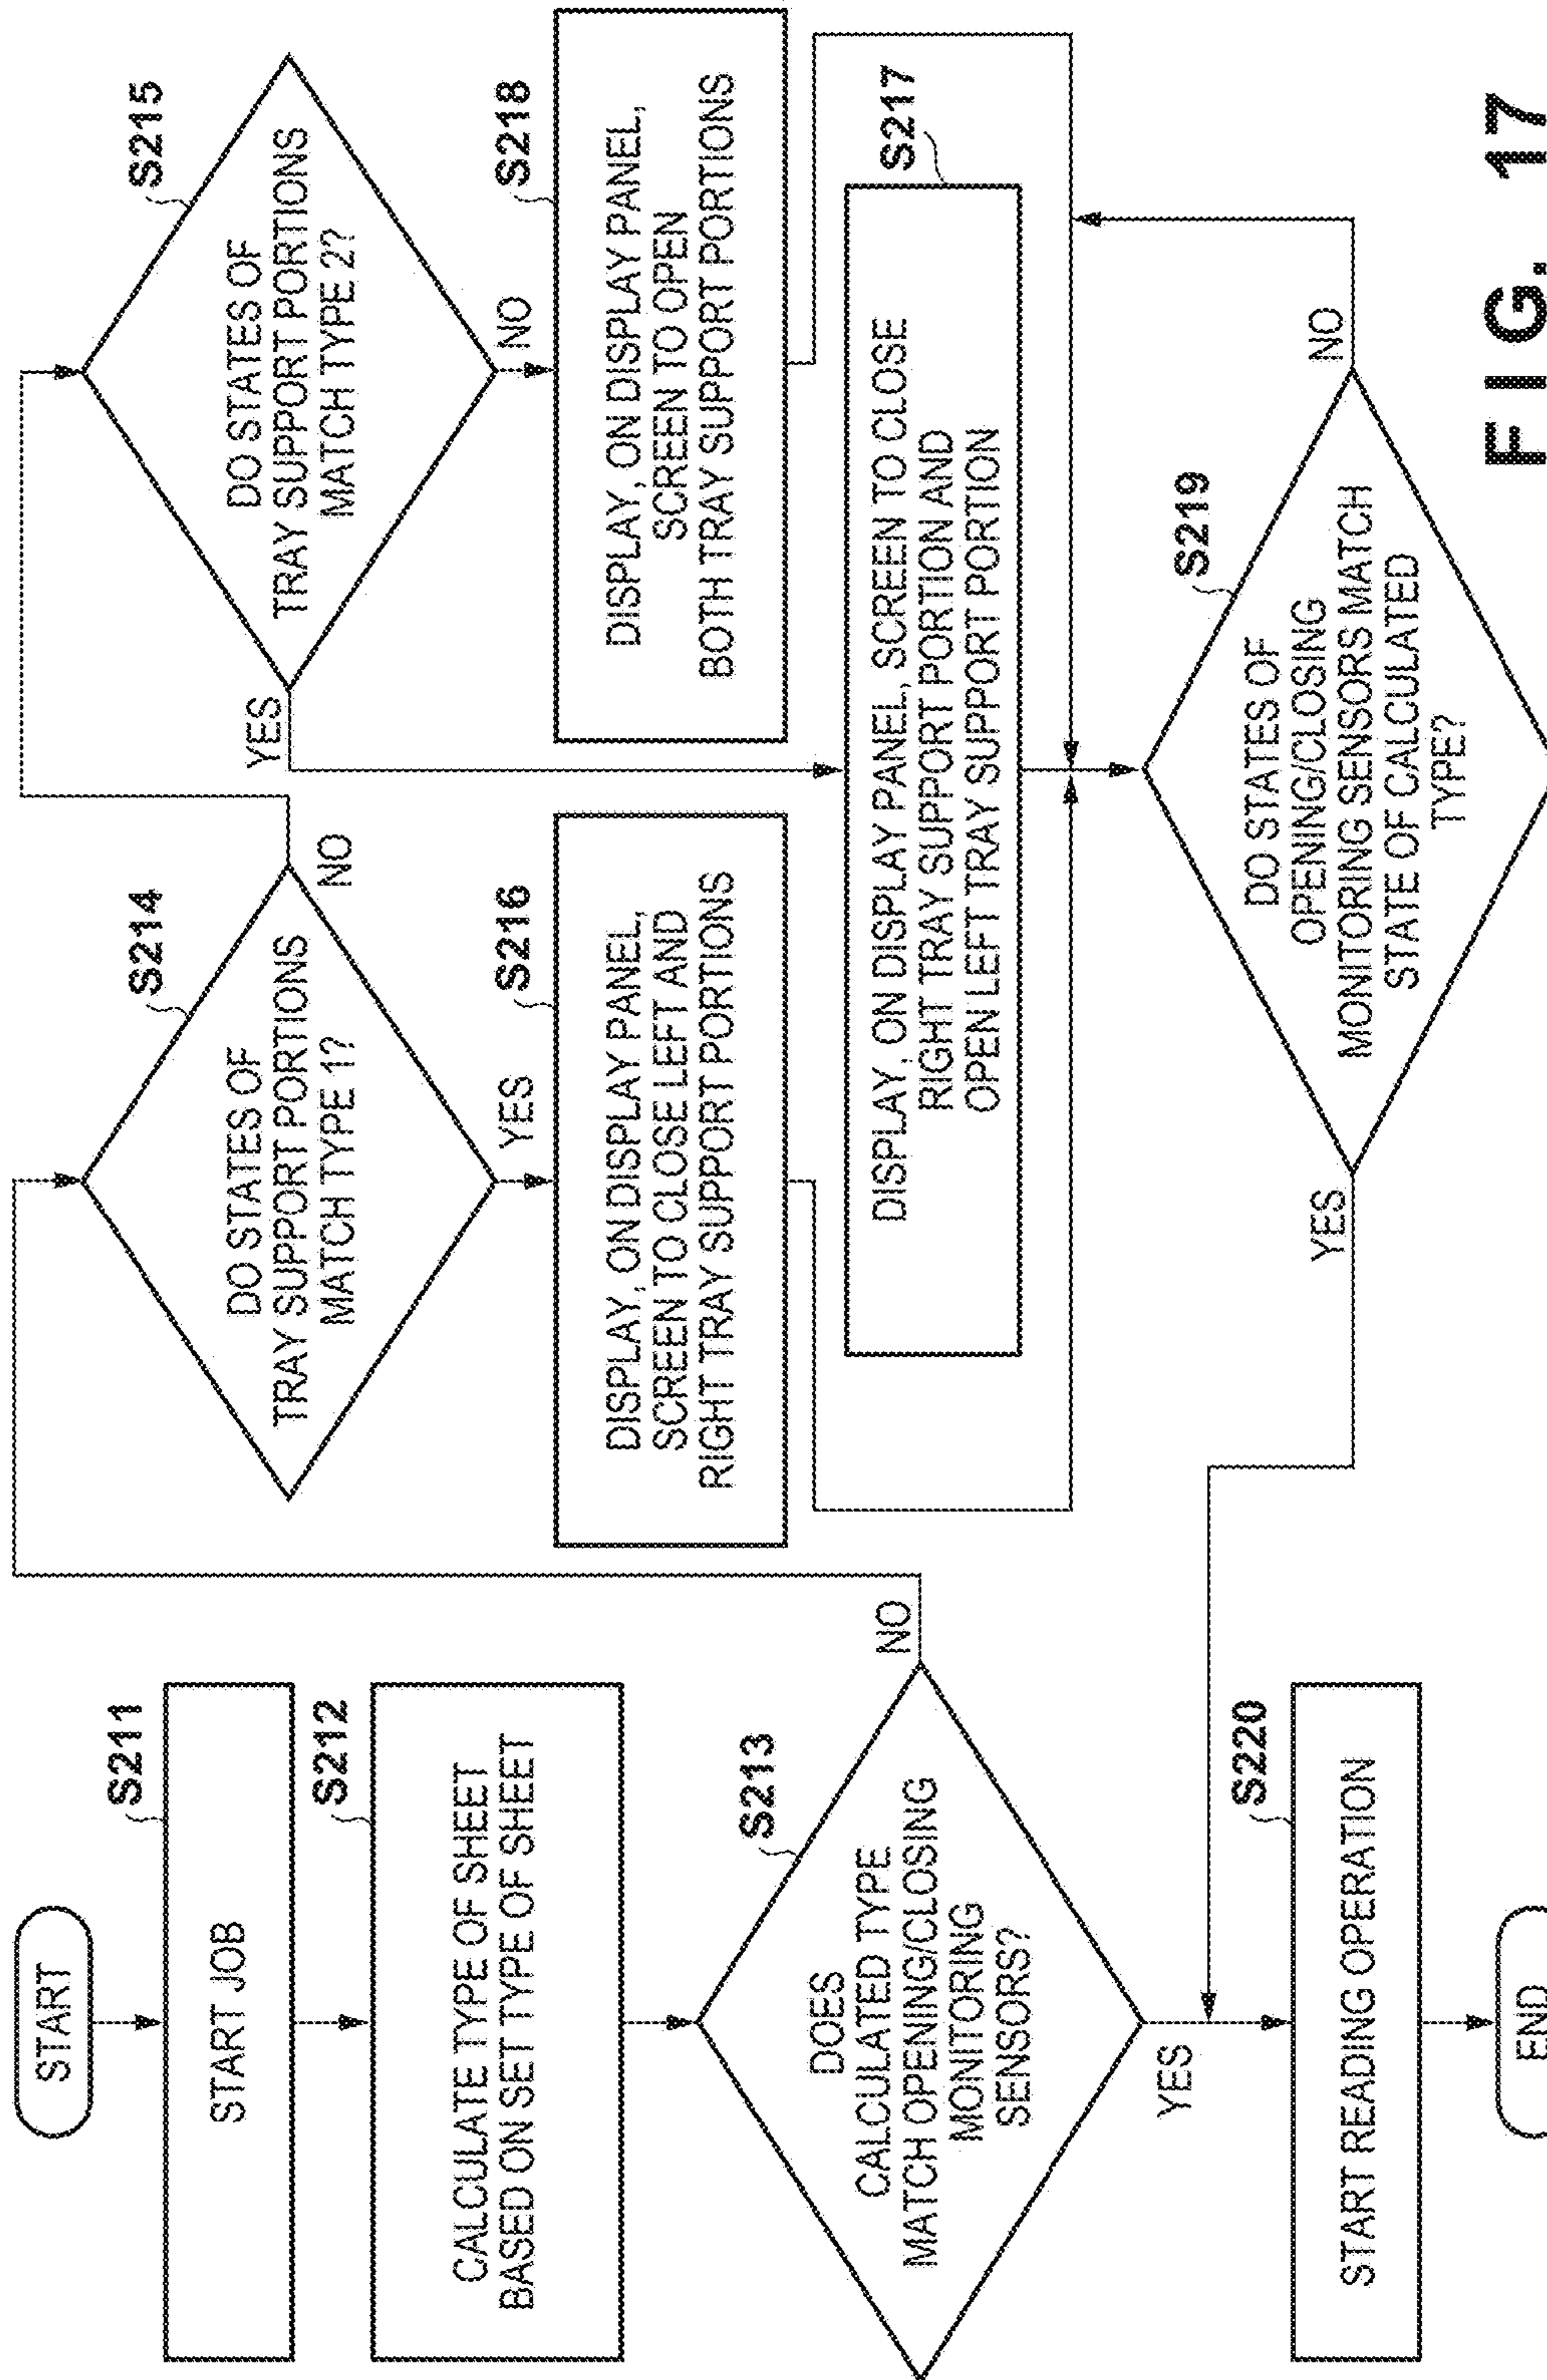 START
S211
START JOB
S212
CALCULATE TYPE OF SHEET
BASED ON SET TYPE OF SHEET
S213
DOES
CALCULATED TYPE
MATCH OPENING/CLOSING
MONITORING
SENSORS?
NO
YES
S220
START READING OPERATION
END
S214
DO STATES OF
TRAY SUPPORT PORTIONS
MATCH TYPE 1?
NO
YES
S216
DISPLAY, ON DISPLAY PANEL,
SCREEN TO CLOSE LEFT AND
RIGHT TRAY SUPPORT PORTIONS
S215
DO STATES OF
TRAY SUPPORT PORTIONS
MATCH TYPE 2?
YES
NO
S218
DISPLAY, ON DISPLAY PANEL,
SCREEN TO OPEN
BOTH TRAY SUPPORT PORTIONS
S217
DISPLAY, ON DISPLAY PANEL, SCREEN TO CLOSE
RIGHT TRAY SUPPORT PORTION AND
OPEN LEFT TRAY SUPPORT PORTION
S219
DO STATES OF
OPENING/CLOSING
MONITORING SENSORS MATCH
STATE OF CALCULATED
TYPE?
YES
NO
FIG. 17